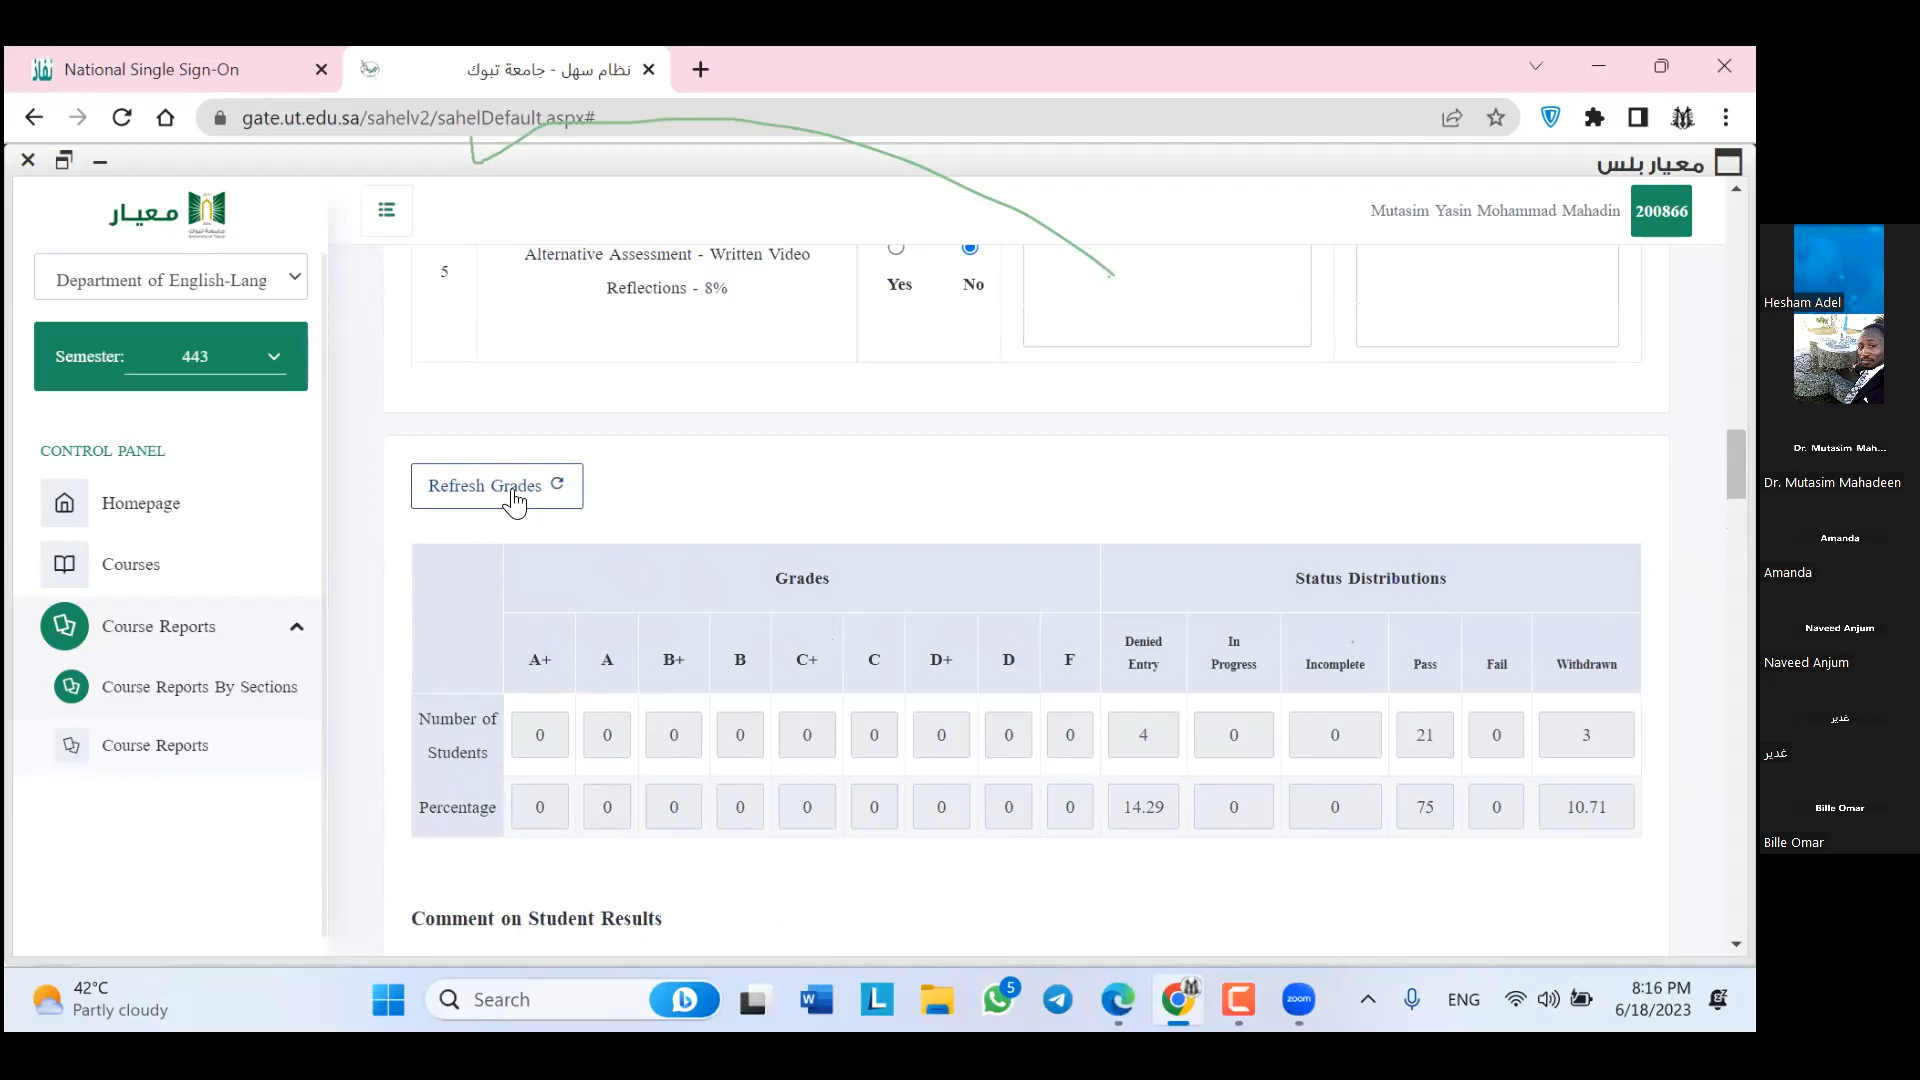 National Single Sign-On
نظام سهل - جامعة تبوك
gate.ut.edu.sa/sahelv2/sahelDefault.aspx#
معيار بلس
معيار
Mutasim Yasin Mohammad Mahadin
200866
Department of English-Lang
Semester: 443
CONTROL PANEL
Homepage
Courses
Course Reports
Course Reports By Sections
Course Reports
5
Alternative Assessment - Written Video
Reflections - 8%
Yes No
Refresh Grades
Grades Status Distributions
A+ A B+ B C+ C D+ D F Denied Entry In Progress Incomplete Pass Fail Withdrawn
Number of Students 0 0 0 0 0 0 0 0 0 4 0 0 21 0 3
Percentage 0 0 0 0 0 0 0 0 0 14.29 0 0 75 0 10.71
Comment on Student Results
Hesham Adel
Dr. Mutasim Mah...
Dr. Mutasim Mahadeen
Amanda
Amanda
Naveed Anjum
Naveed Anjum
غدير
غدير
Bille Omar
Bille Omar
42°C
Partly cloudy
Search
5
zoom
ENG
8:16 PM
6/18/2023